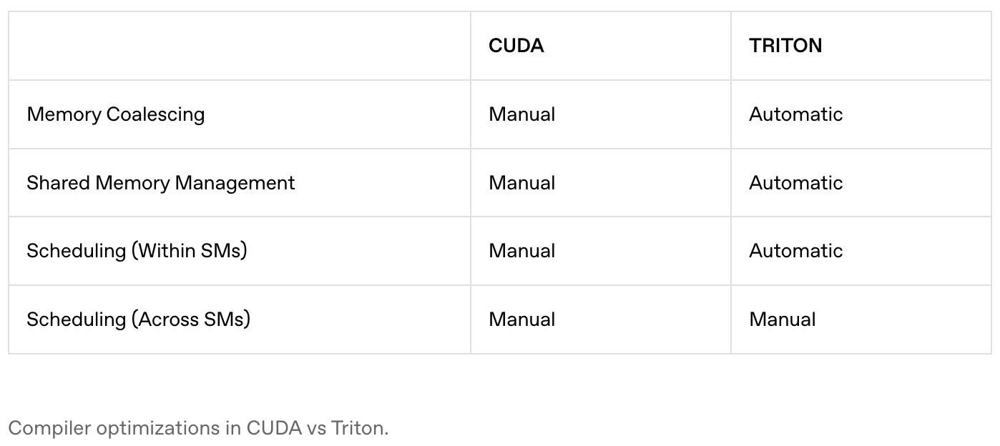 CUDA TRITON
Memory Coalescing Manual Automatic
Shared Memory Management Manual Automatic
Scheduling (Within SMs) Manual Automatic
Scheduling (Across SMs) Manual Manual
Compiler optimizations in CUDA vs Triton.